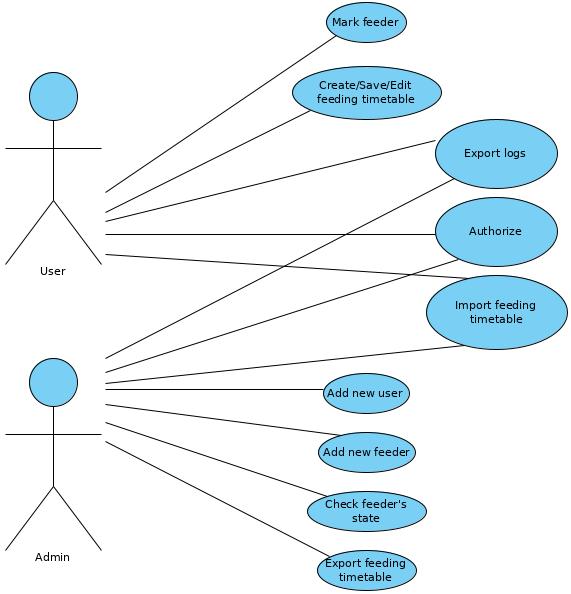 Mark feeder
Create/Save/Edit
feeding timetable
Export logs
Authorize
User
Import feeding
timetable
Add new user
Add new feeder
Check feeder's
state
Admin
Export feeding
timetable